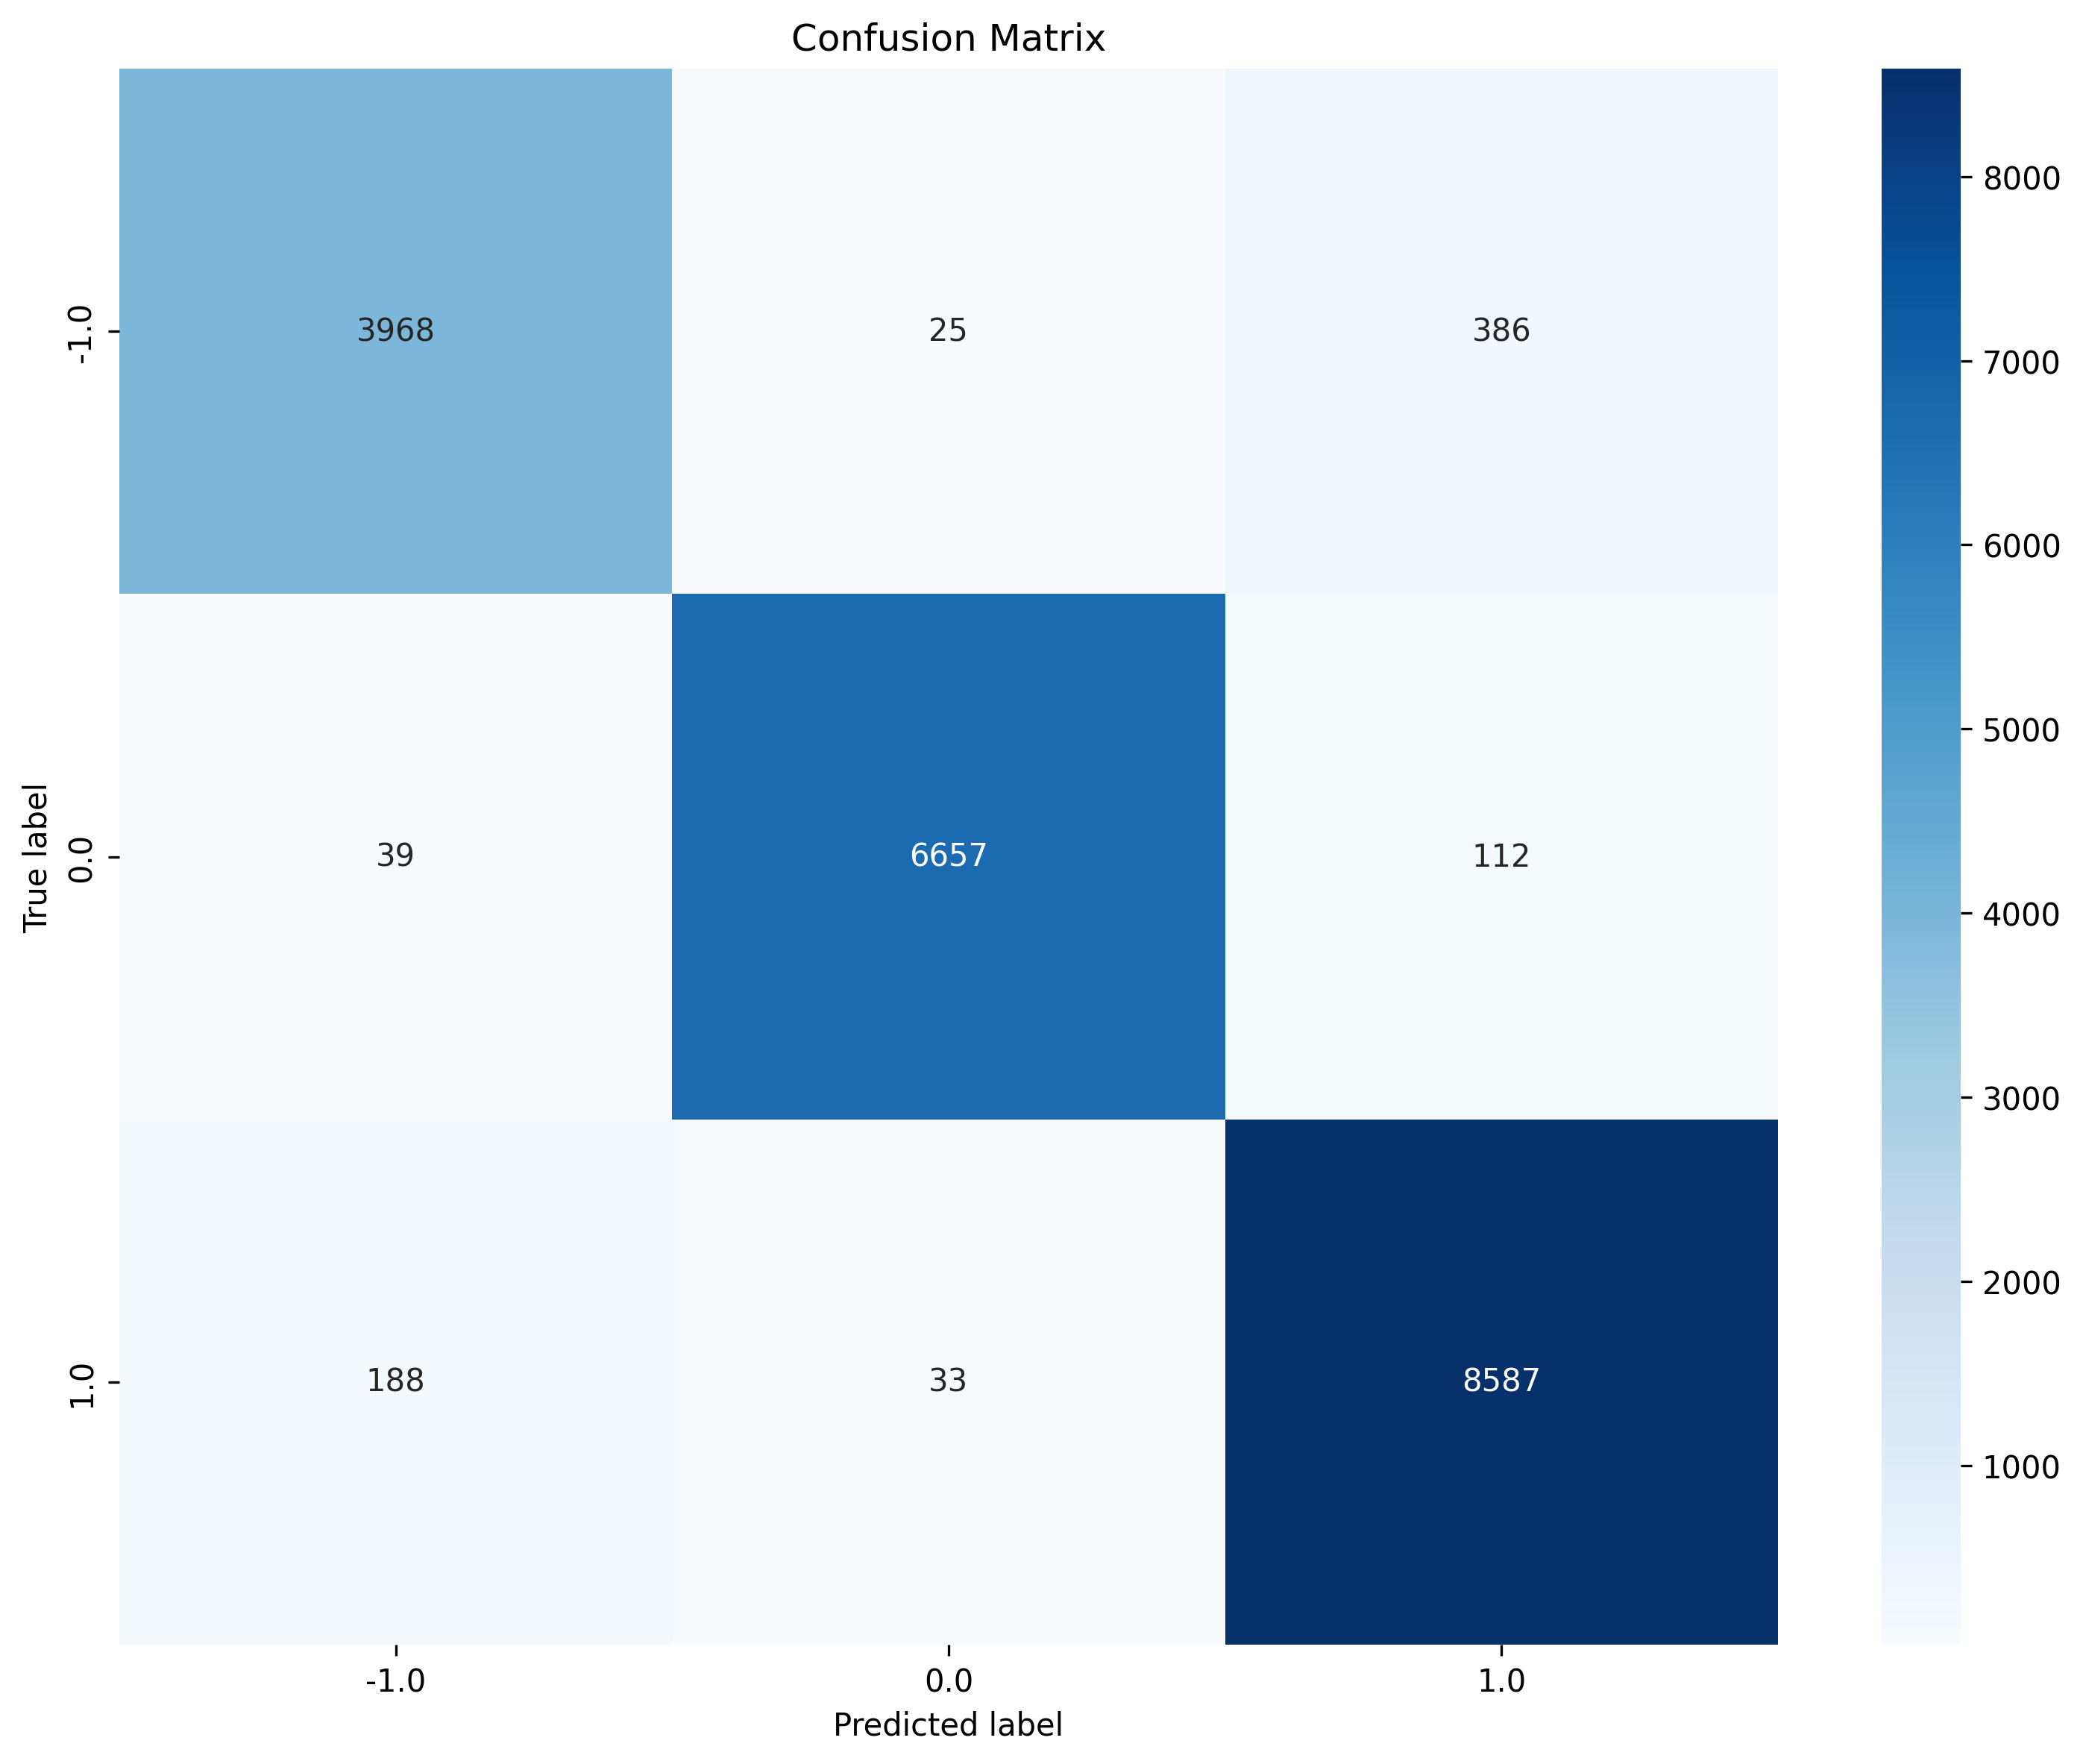 Confusion Matrix
-1.0 3968 25 386
0.0 39 6657 112
1.0 188 33 8587
True label
-1.0 0.0 1.0
Predicted label
8000
7000
6000
5000
4000
3000
2000
1000